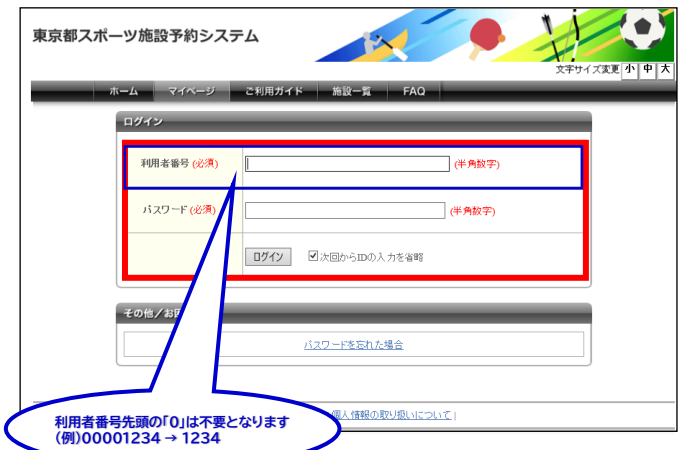 東京都スポーツ施設予約システム
文字サイズ変更 小 中 大
ホーム マイページ ご利用ガイド 施設一覧 FAQ
ログイン
利用者番号 (必須) (半角数字)
パスワード (必須) (半角数字)
ログイン 次回からIDの入力を省略
その他/お
パスワードを忘れた場合
個人情報の取り扱いについて |
利用者番号先頭の「0」は不要となります
(例)00001234 → 1234